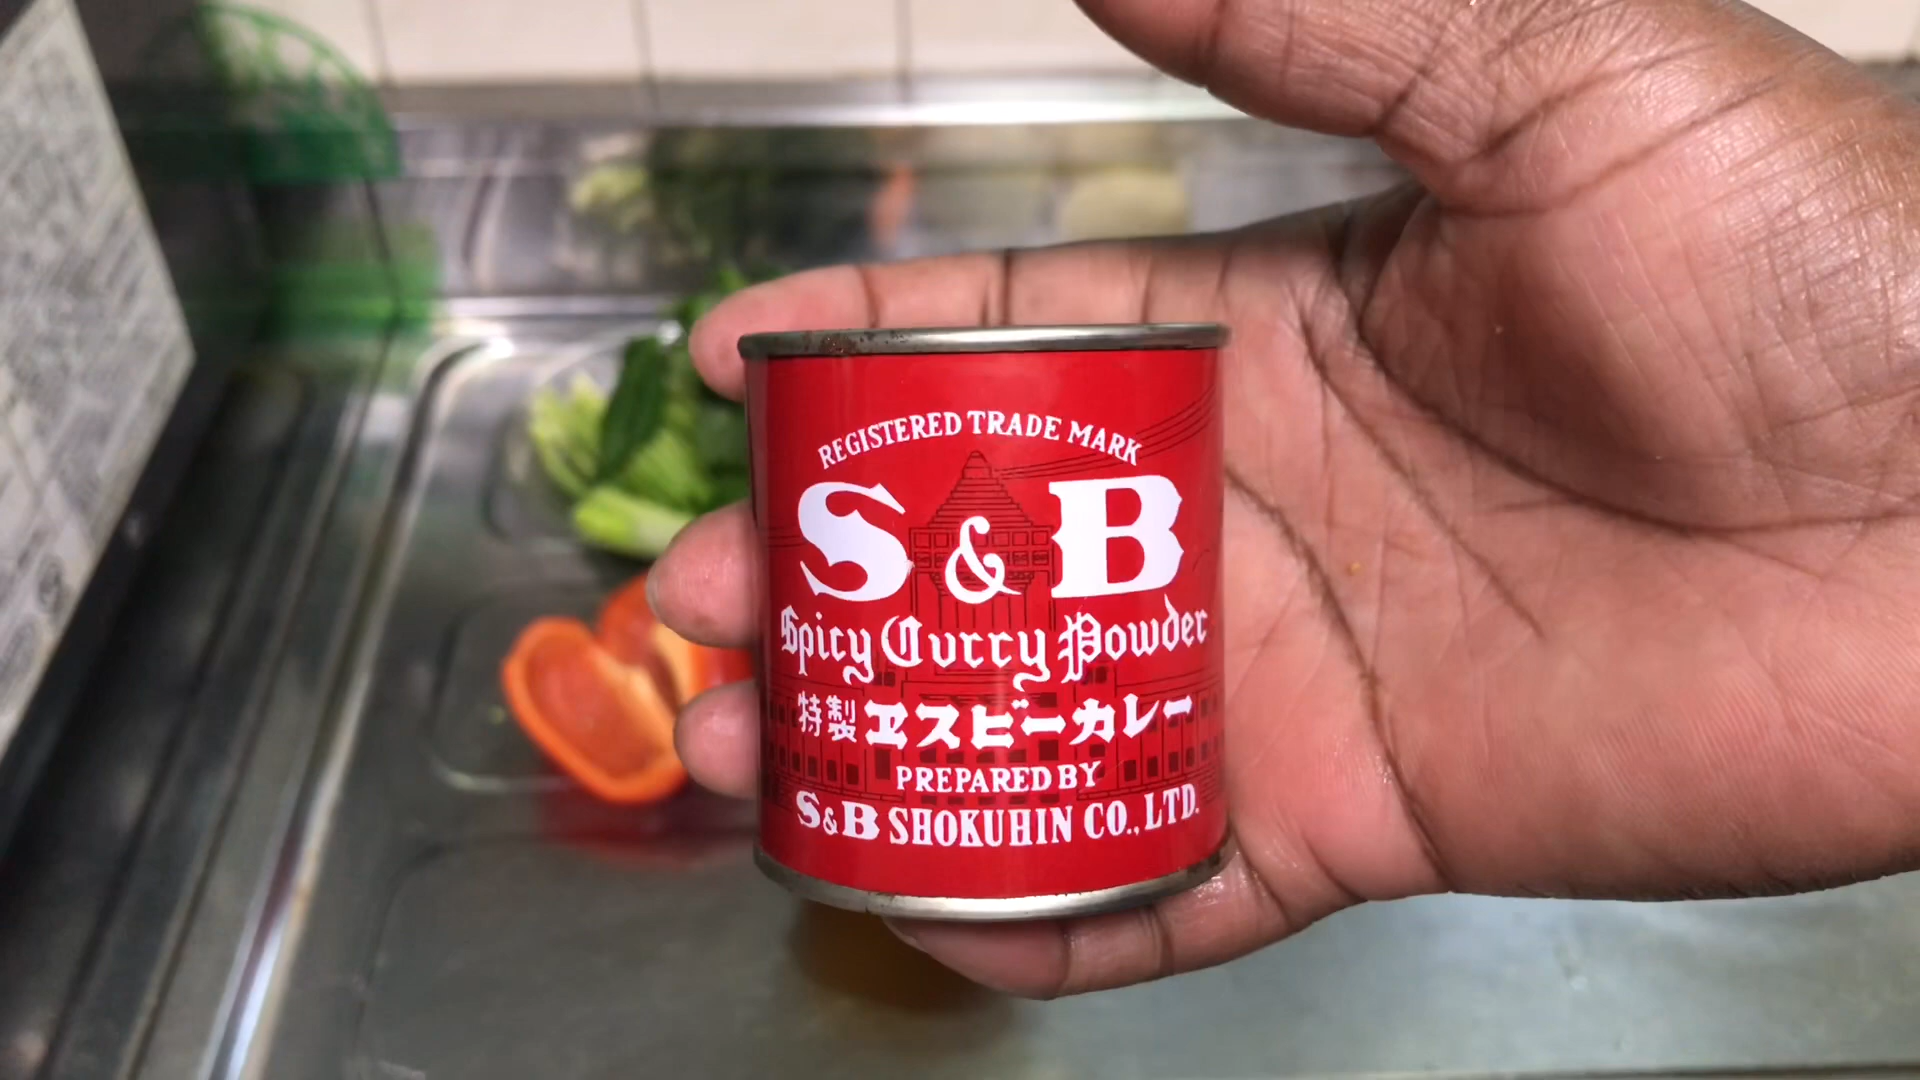 REGISTERED TRADE MARK
S & B
Spicy Curry Powder
特製ヱスビーカレー
PREPARED BY
S&B SHOKUHIN CO., LTD.